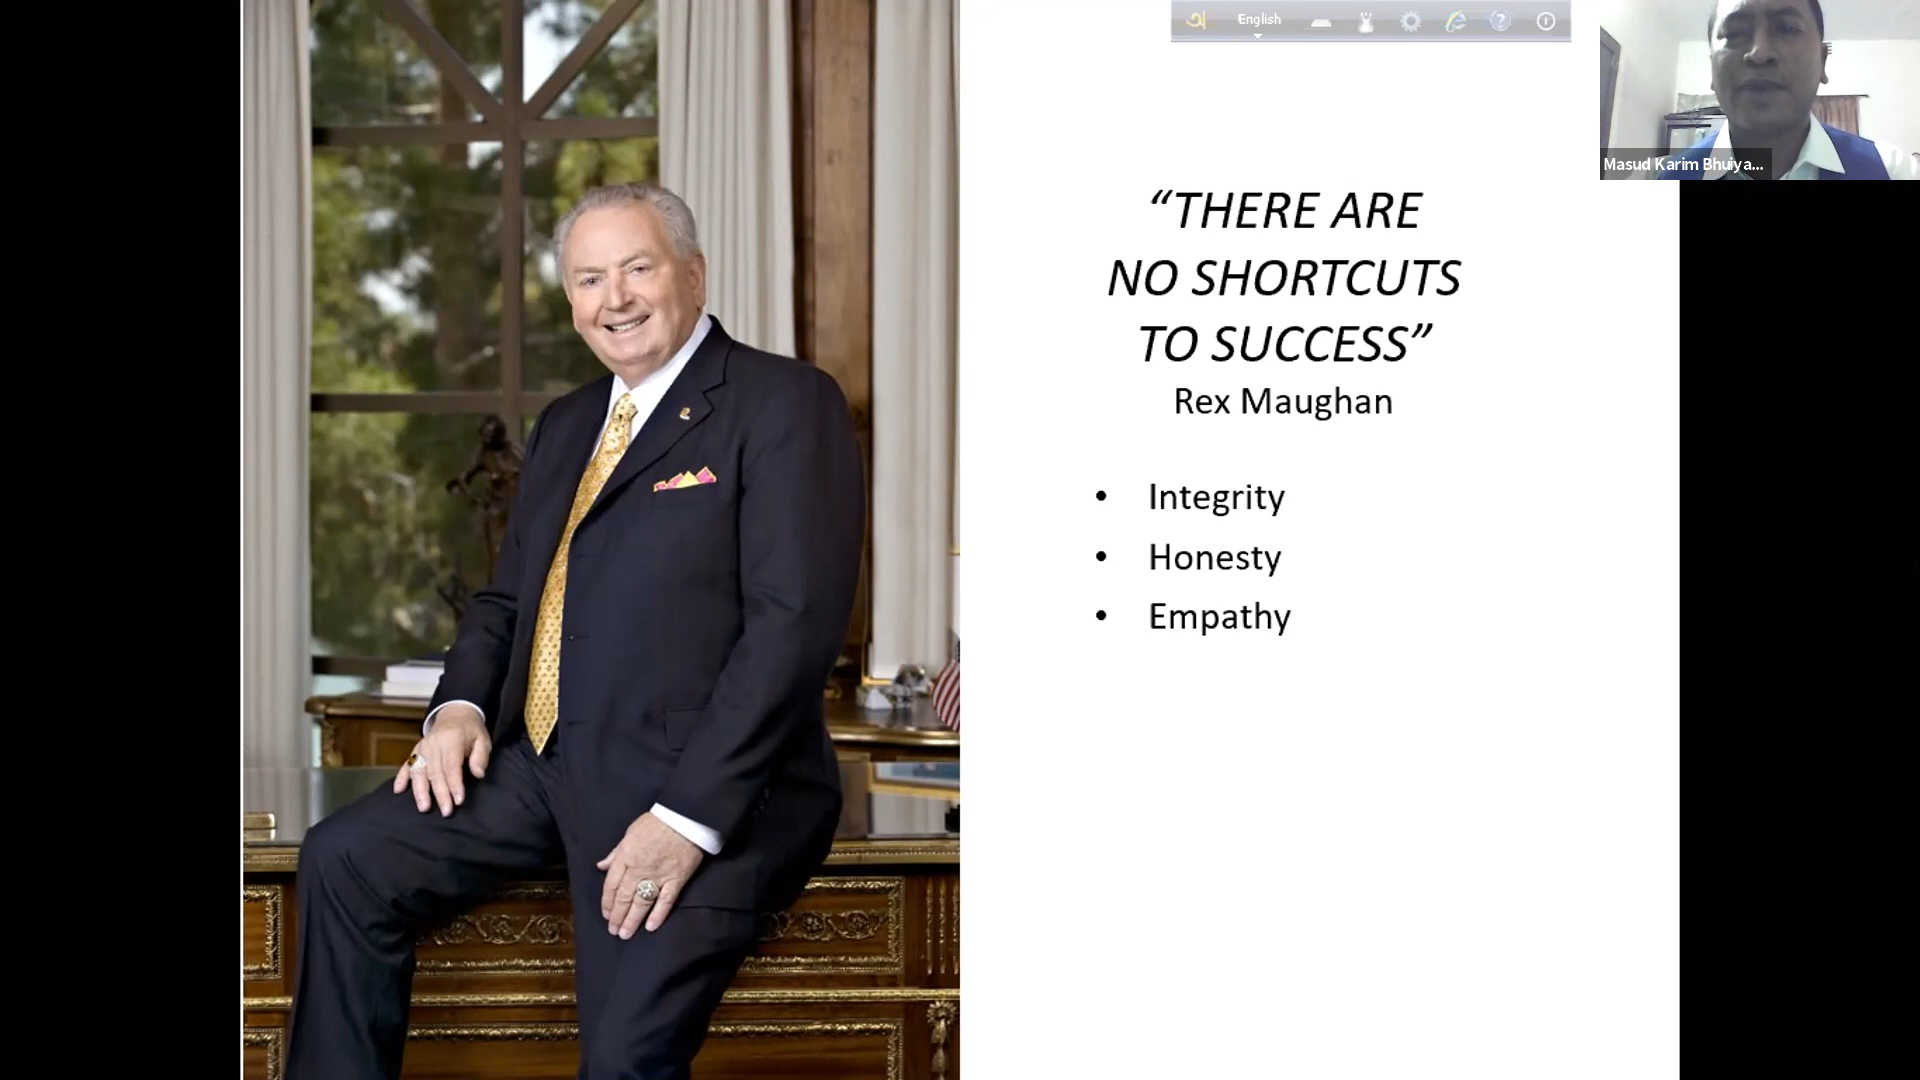 অ English
“THERE ARE
NO SHORTCUTS
TO SUCCESS”
Rex Maughan
• Integrity
• Honesty
• Empathy
Masud Karim Bhuiya...